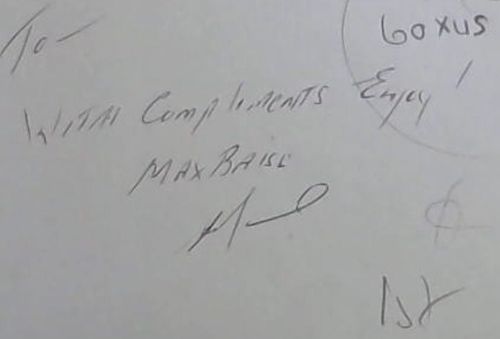 60xus
To -
With Compliments Enjoy!
Max Baise
1st